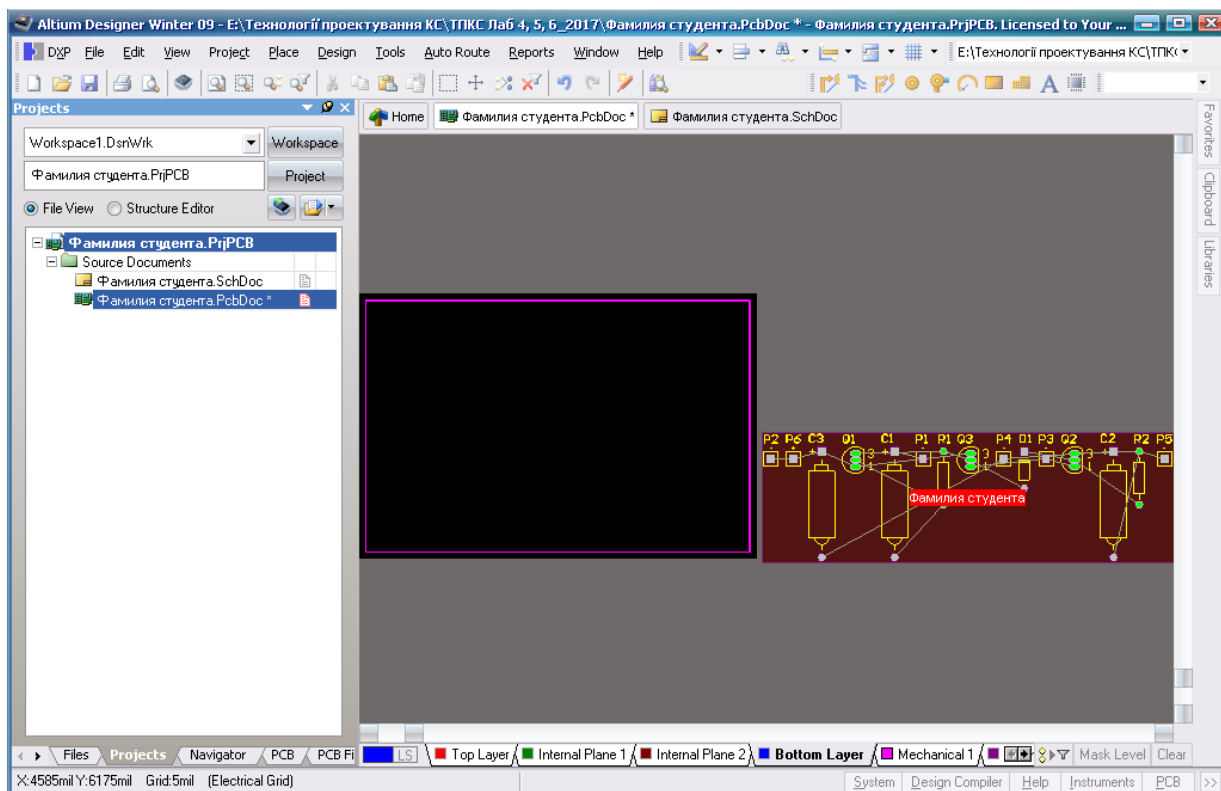 Altium Designer Winter 09 - E:\Технології проектування КС\ТПКС Лаб 4, 5, 6_2017\Фамилия студента.PcbDoc * - Фамилия студента.PrjPCB. Licensed to Your ...
DXP File Edit View Project Place Design Tools Auto Route Reports Window Help E:\Технології проектування КС\ТПК
Projects
Home Фамилия студента.PcbDoc * Фамилия студента.SchDoc
Workspace1.DsnWrk Workspace
Фамилия студента.PrjPCB Project
File View Structure Editor
Фамилия студента.PrjPCB
Source Documents
Фамилия студента.SchDoc
Фамилия студента.PcbDoc *
Favorites
Clipboard
Libraries
P2 P6 C3 Q1 C1 P1 R1 Q3 P4 D1 P3 Q2 C2 R2 P5
Фамилия студента
Files Projects Navigator PCB PCB Fi LS Top Layer Internal Plane 1 Internal Plane 2 Bottom Layer Mechanical 1 Mask Level Clear
X:4585mil Y:6175mil Grid:5mil (Electrical Grid) System Design Compiler Help Instruments PCB >>